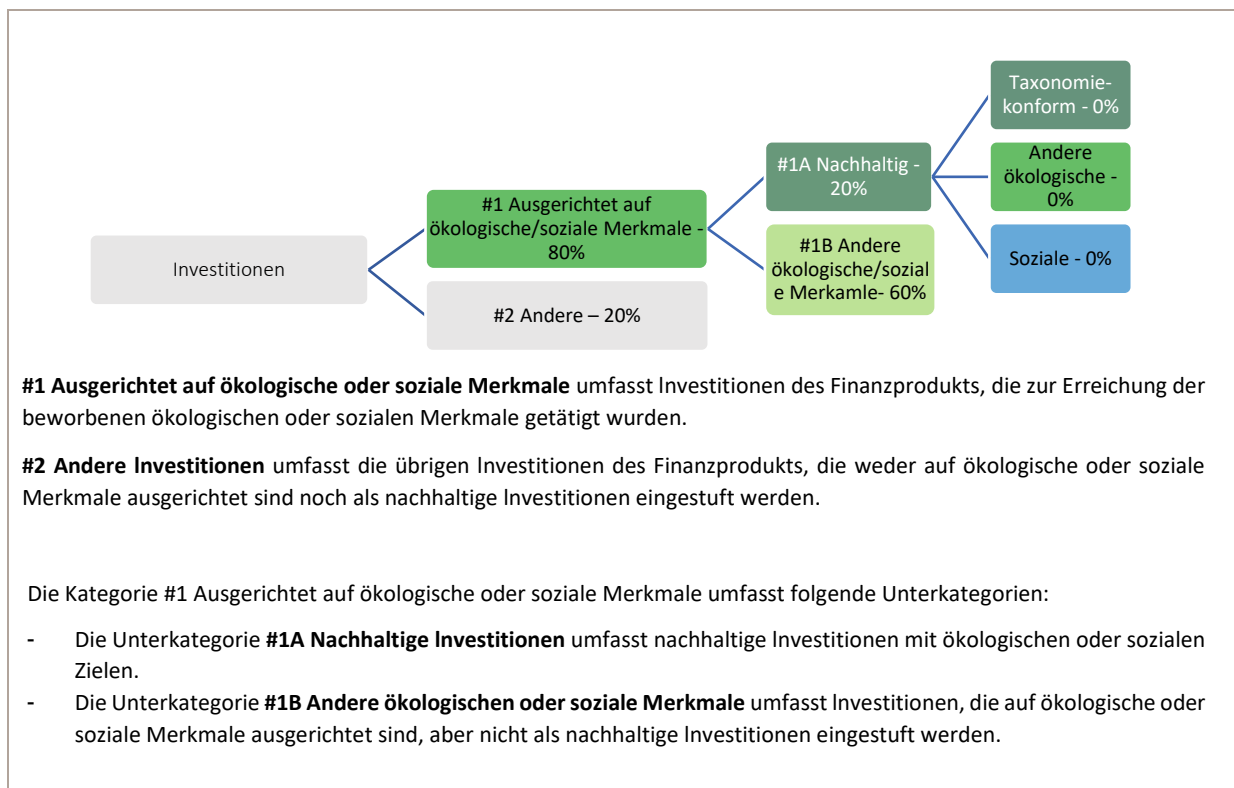 Taxonomie-
konform - 0%
#1A Nachhaltig -
20%
Andere
ökologische -
0%
#1 Ausgerichtet auf
ökologische/soziale Merkmale -
80%
#1B Andere
ökologische/sozial
e Merkamle- 60%
Soziale - 0%
Investitionen
#2 Andere – 20%
#1 Ausgerichtet auf ökologische oder soziale Merkmale umfasst Investitionen des Finanzprodukts, die zur Erreichung der
beworbenen ökologischen oder sozialen Merkmale getätigt wurden.
#2 Andere Investitionen umfasst die übrigen Investitionen des Finanzprodukts, die weder auf ökologische oder soziale
Merkmale ausgerichtet sind noch als nachhaltige Investitionen eingestuft werden.
Die Kategorie #1 Ausgerichtet auf ökologische oder soziale Merkmale umfasst folgende Unterkategorien:
- Die Unterkategorie #1A Nachhaltige Investitionen umfasst nachhaltige Investitionen mit ökologischen oder sozialen
Zielen.
- Die Unterkategorie #1B Andere ökologischen oder soziale Merkmale umfasst Investitionen, die auf ökologische oder
soziale Merkmale ausgerichtet sind, aber nicht als nachhaltige Investitionen eingestuft werden.